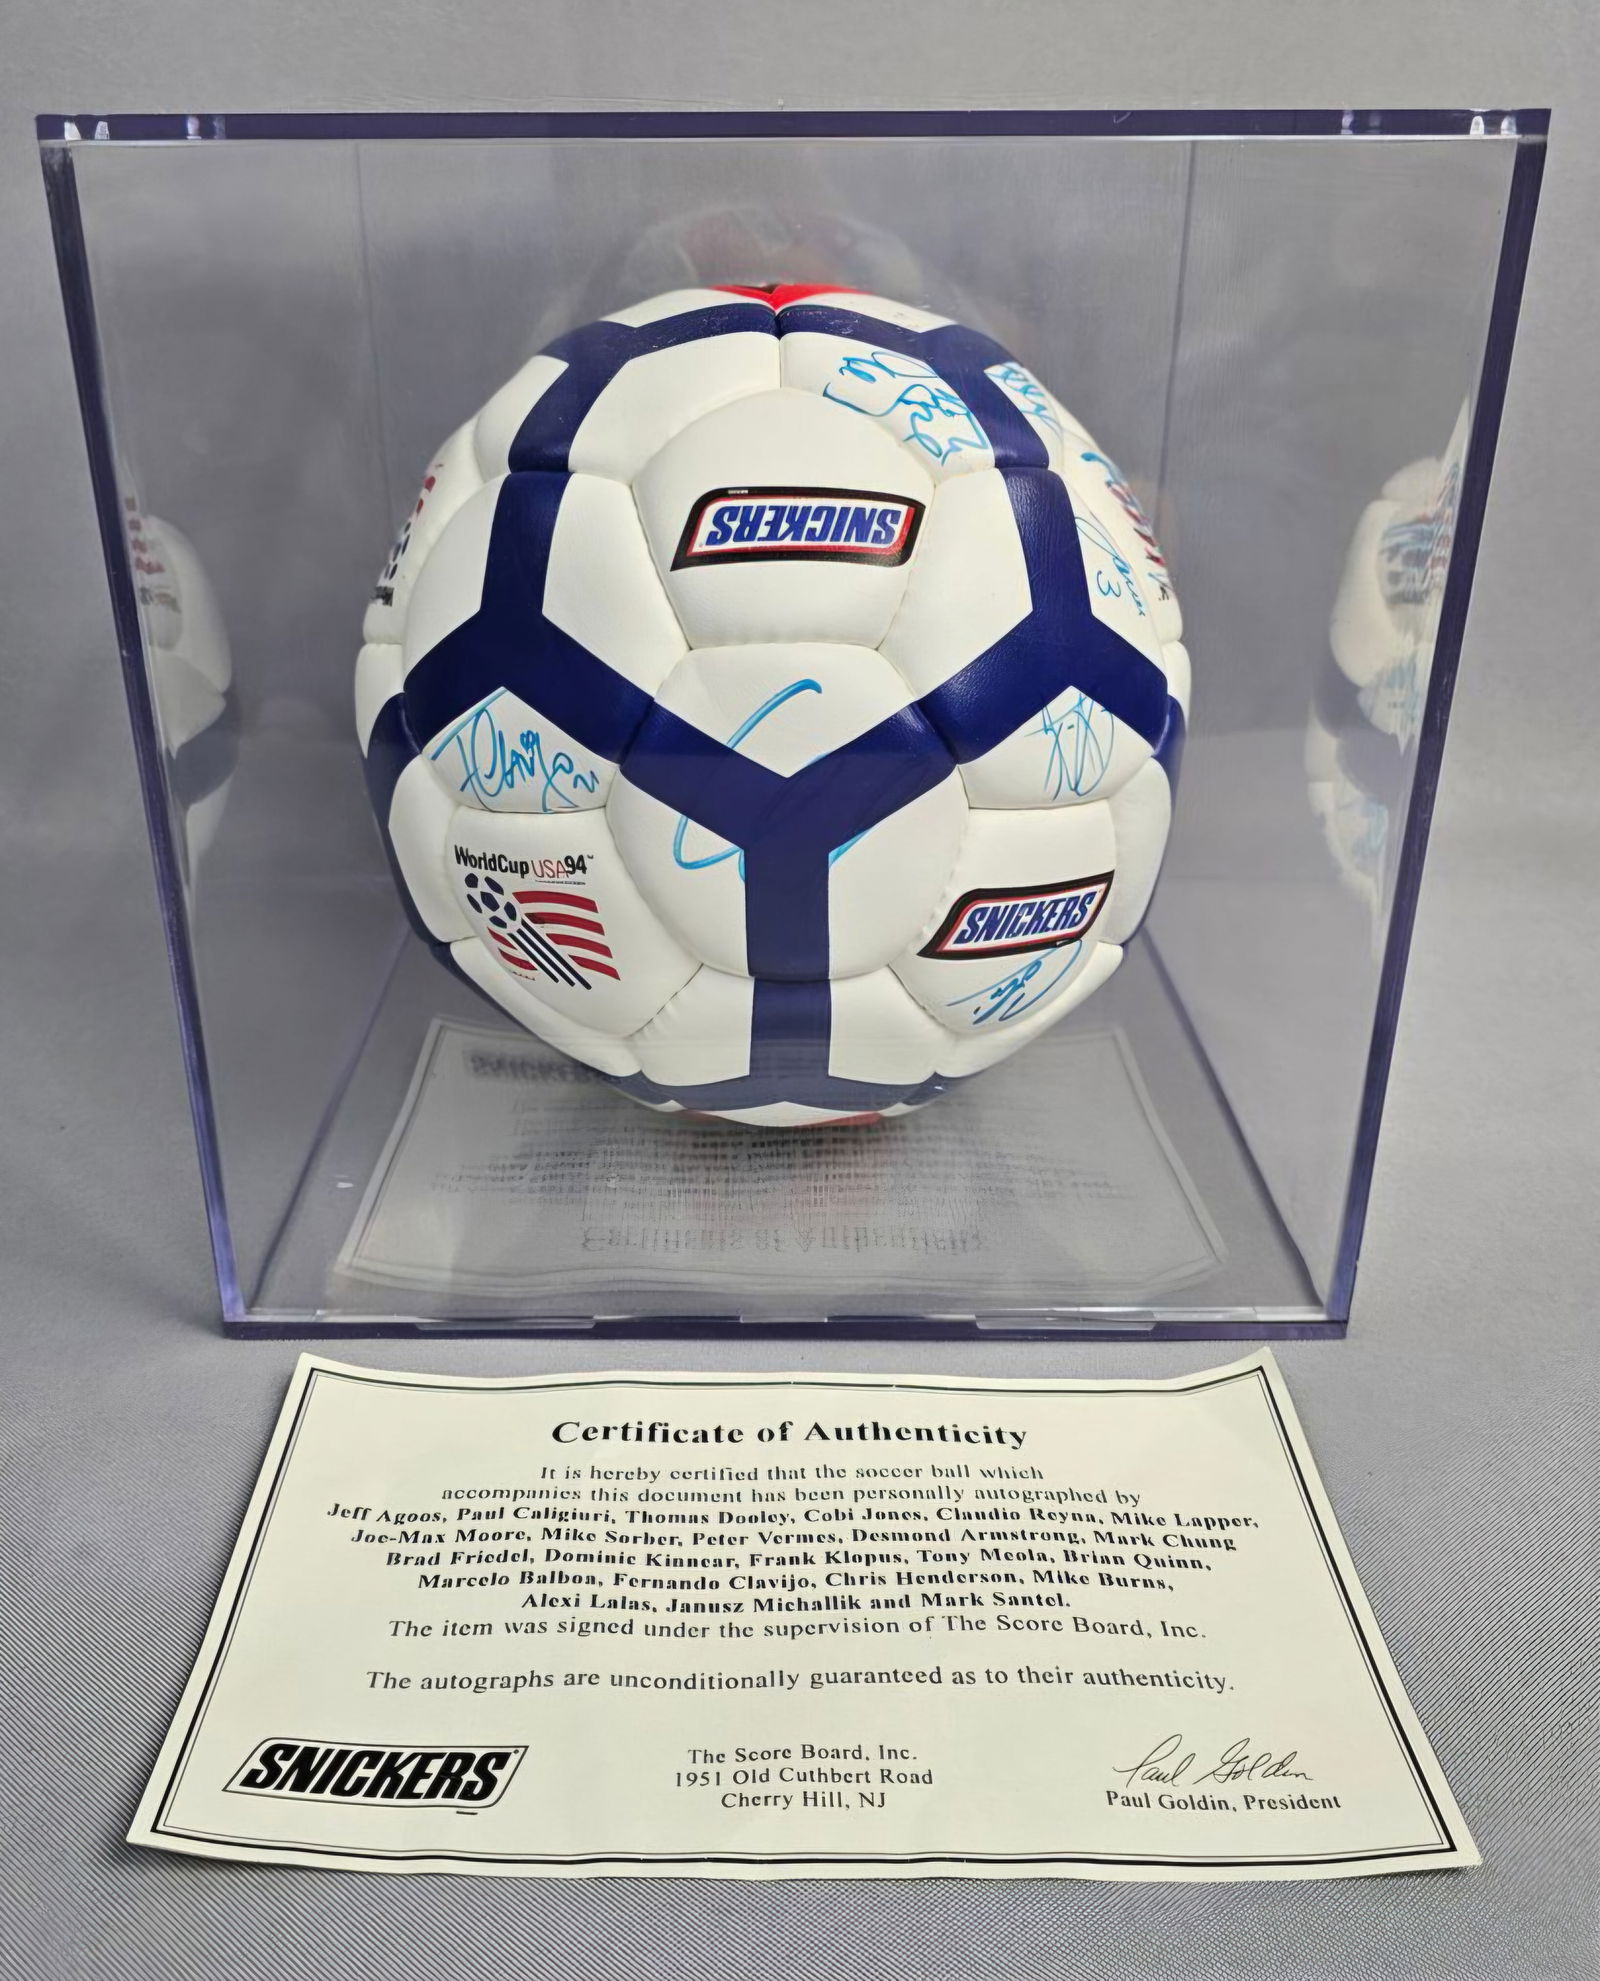 SNICKERS
F Clavijo
WorldCup USA94™
SNICKERS
Certificate of Authenticity
It is hereby certified that the soccer ball which
accompanies this document has been personally autographed by
Jeff Agoos, Paul Caligiuri, Thomas Dooley, Cobi Jones, Claudio Reyna, Mike Lapper,
Joe-Max Moore, Mike Sorber, Peter Vermes, Desmond Armstrong, Mark Chung
Brad Friedel, Dominic Kinnear, Frank Klopus, Tony Meola, Brian Quinn,
Marcelo Balboa, Fernando Clavijo, Chris Henderson, Mike Burns,
Alexi Lalas, Janusz Michallik and Mark Santel.
The item was signed under the supervision of The Score Board, Inc.
The autographs are unconditionally guaranteed as to their authenticity.
SNICKERS
The Score Board, Inc.
1951 Old Cuthbert Road
Cherry Hill, NJ
Paul Goldin
Paul Goldin, President